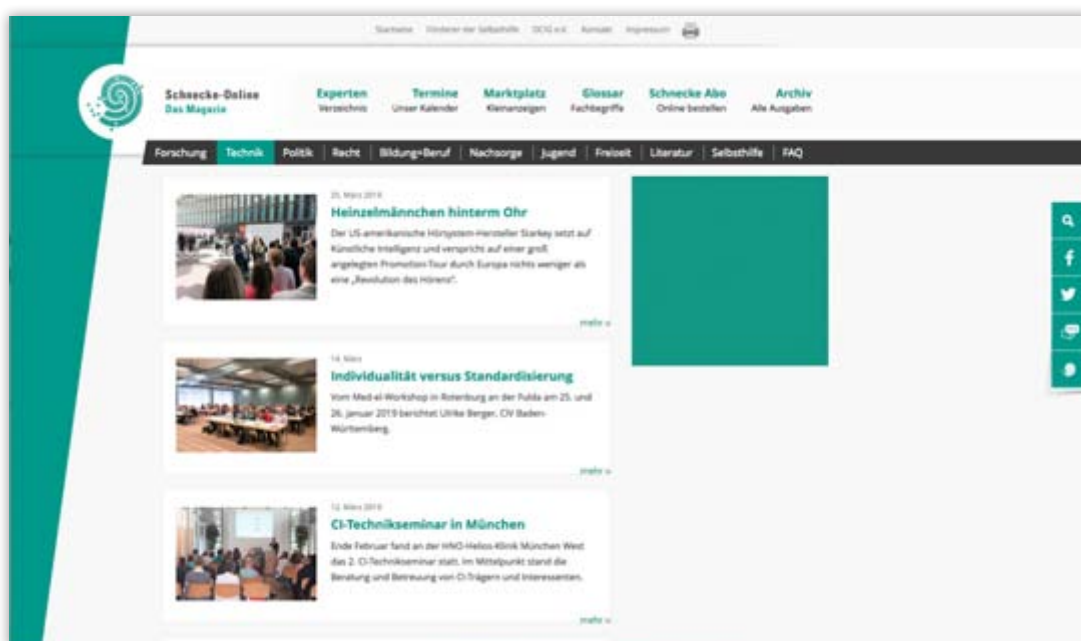 Startseite Förderer der Selbsthilfe DCIG e.V. Kontakt Impressum
Schnecke-Online
Das Magazin
Experten Termine Marktplatz Glossar Schnecke Abo Archiv
Verzeichnis Unser Kalender Kleinanzeigen Fachbegriffe Online bestellen Alle Ausgaben
Forschung Technik Politik Recht Bildung+Beruf Nachsorge Jugend Freizeit Literatur Selbsthilfe FAQ
25. März 2019
Heinzelmännchen hinterm Ohr
Der US-amerikanische Hörsystem-Hersteller Starkey setzt auf
Künstliche Intelligenz und verspricht auf einer groß
angelegten Promotion-Tour durch Europa nichts weniger als
eine „Revolution des Hörens“.
mehr »
14. März
Individualität versus Standardisierung
Vom Med-el-Workshop in Rotenburg an der Fulda am 25. und
26. Januar 2019 berichtet Ulrike Berger, CIV Baden-
Württemberg.
mehr »
12. März 2019
CI-Technikseminar in München
Ende Februar fand an der HNO-Helios-Klinik München West
das 2. CI-Technikseminar statt. Im Mittelpunkt stand die
Beratung und Betreuung von CI-Trägern und Interessenten.
mehr »